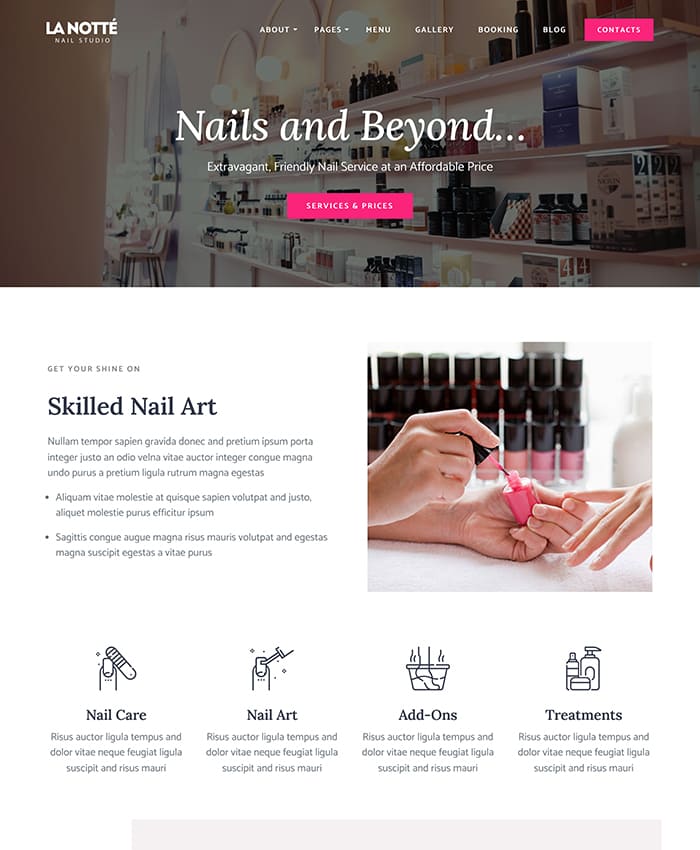 LA NOTTÉ
NAIL STUDIO
ABOUT
PAGES
MENU
GALLERY
BOOKING
BLOG
CONTACTS
Nails and Beyond...
Extravagant, Friendly Nail Service at an Affordable Price
SERVICES & PRICES
GET YOUR SHINE ON
Skilled Nail Art
Nullam tempor sapien gravida donec and pretium ipsum porta
integer justo an odio velna vitae auctor integer congue magna
undo purus a pretium ligula rutrum magna egestas
• Aliquam vitae molestie at quisque sapien volutpat and justo,
aliquet molestie purus efficitur ipsum
• Sagittis congue augue magna risus mauris volutpat and egestas
magna suscipit egestas a vitae purus
Nail Care
Risus auctor ligula tempus and
dolor vitae neque feugiat ligula
suscipit and risus mauri
Nail Art
Risus auctor ligula tempus and
dolor vitae neque feugiat ligula
suscipit and risus mauri
Add-Ons
Risus auctor ligula tempus and
dolor vitae neque feugiat ligula
suscipit and risus mauri
Treatments
Risus auctor ligula tempus and
dolor vitae neque feugiat ligula
suscipit and risus mauri